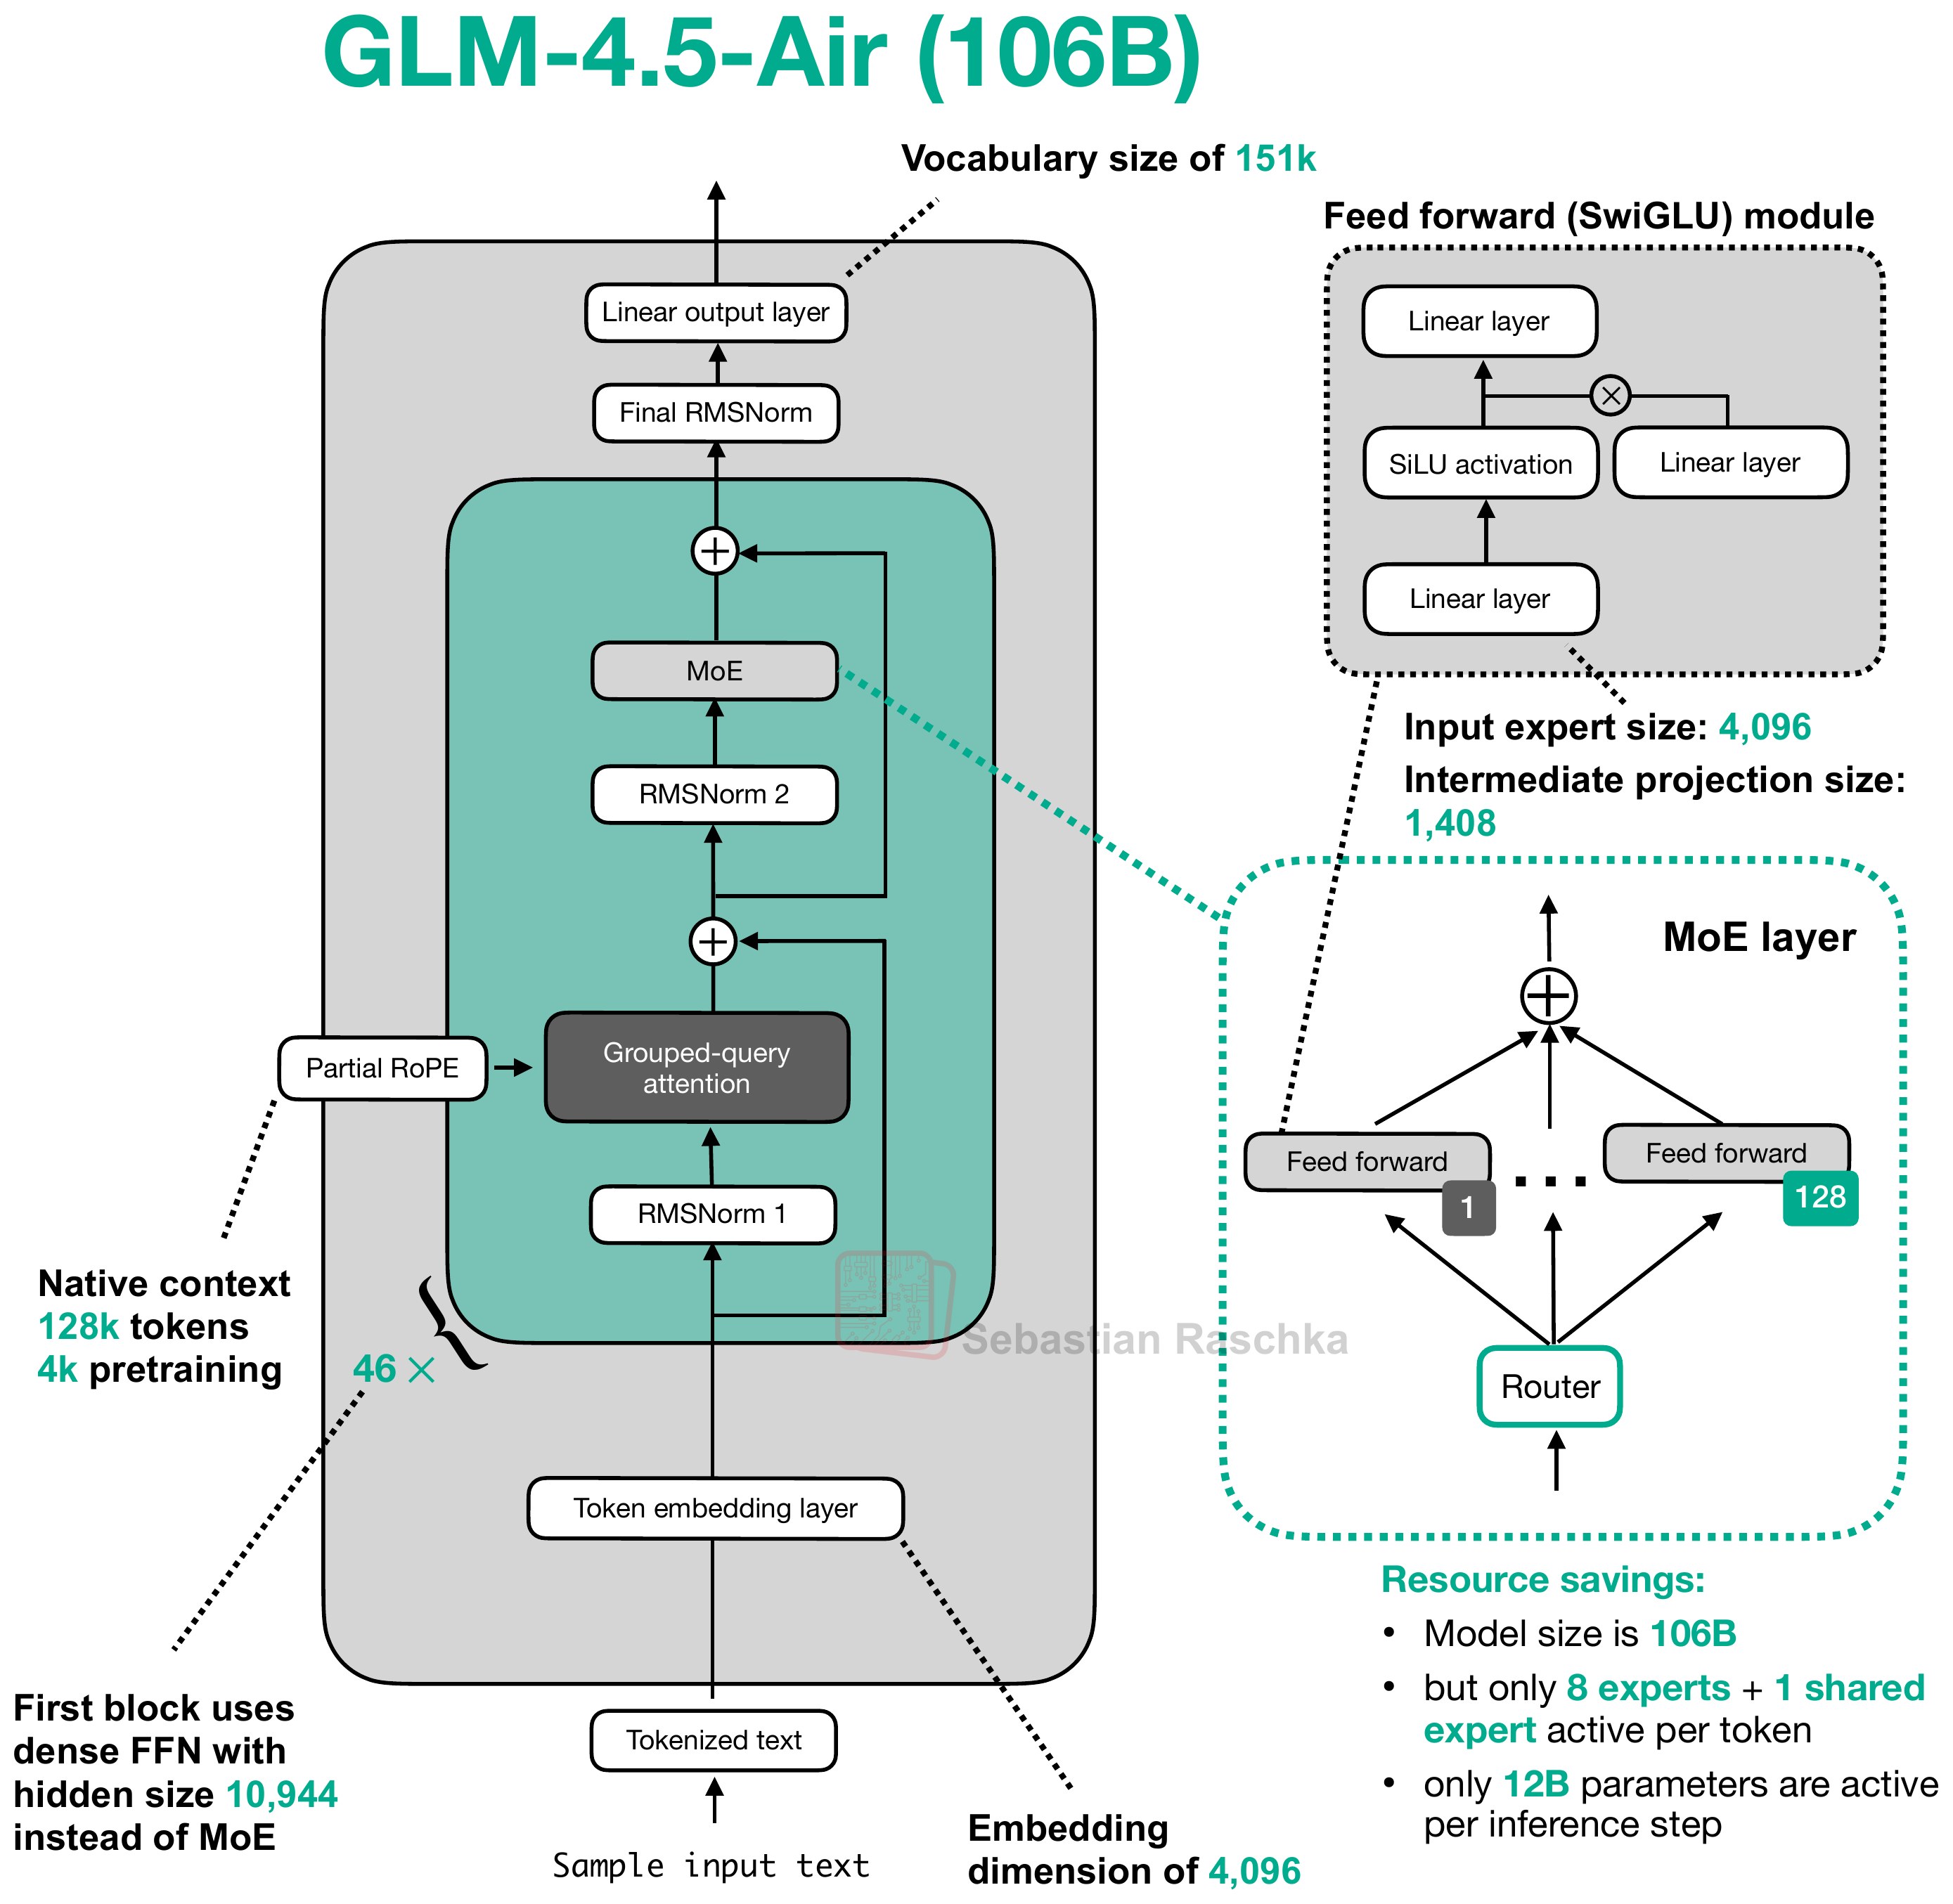 GLM-4.5-Air (106B)
Vocabulary size of 151k
Feed forward (SwiGLU) module
Linear layer
SiLU activation
Linear layer
Linear layer
Input expert size: 4,096
Intermediate projection size:
1,408
Linear output layer
Final RMSNorm
MoE
RMSNorm 2
Grouped-query
attention
Partial RoPE
RMSNorm 1
Native context
128k tokens
4k pretraining
46 ×
Token embedding layer
First block uses
dense FFN with
hidden size 10,944
instead of MoE
Tokenized text
Sample input text
Embedding
dimension of 4,096
Sebastian Raschka
MoE layer
Feed forward
1
Feed forward
128
Router
Resource savings:
• Model size is 106B
• but only 8 experts + 1 shared
expert active per token
• only 12B parameters are active
per inference step